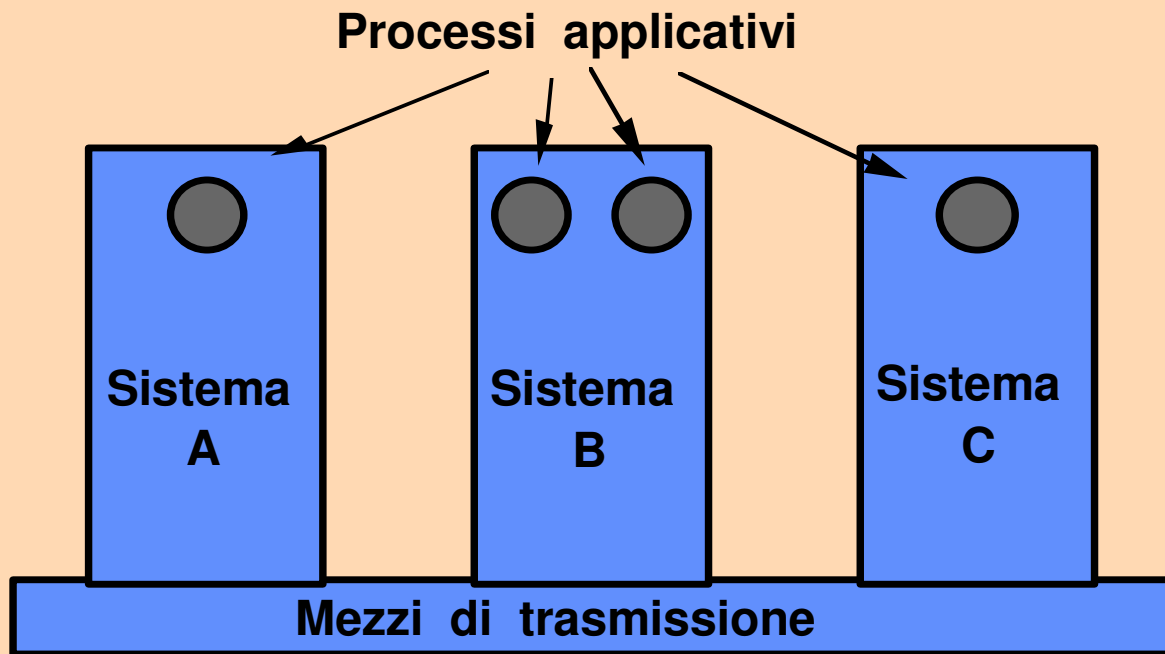 Processi applicativi
Sistema
A
Sistema
B
Sistema
C
Mezzi di trasmissione